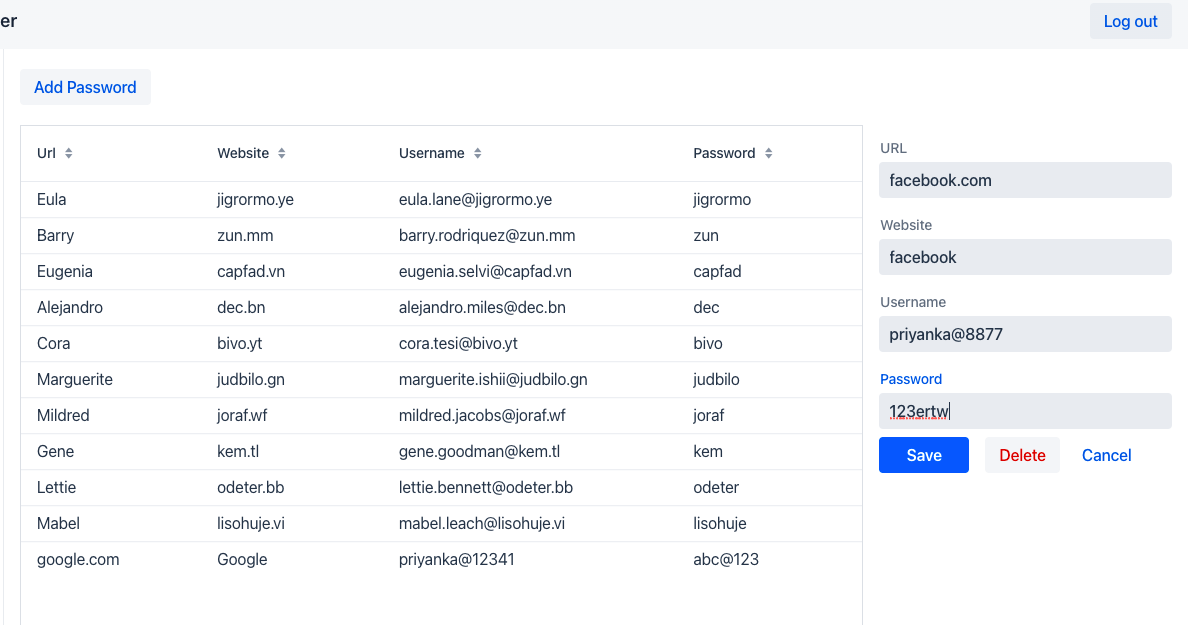 er
Log out
Add Password
Url Website Username Password
Eula jigrormo.ye eula.lane@jigrormo.ye jigrormo
Barry zun.mm barry.rodriquez@zun.mm zun
Eugenia capfad.vn eugenia.selvi@capfad.vn capfad
Alejandro dec.bn alejandro.miles@dec.bn dec
Cora bivo.yt cora.tesi@bivo.yt bivo
Marguerite judbilo.gn marguerite.ishii@judbilo.gn judbilo
Mildred joraf.wf mildred.jacobs@joraf.wf joraf
Gene kem.tl gene.goodman@kem.tl kem
Lettie odeter.bb lettie.bennett@odeter.bb odeter
Mabel lisohuje.vi mabel.leach@lisohuje.vi lisohuje
google.com Google priyanka@12341 abc@123
URL
facebook.com
Website
facebook
Username
priyanka@8877
Password
123ertw
Save Delete Cancel